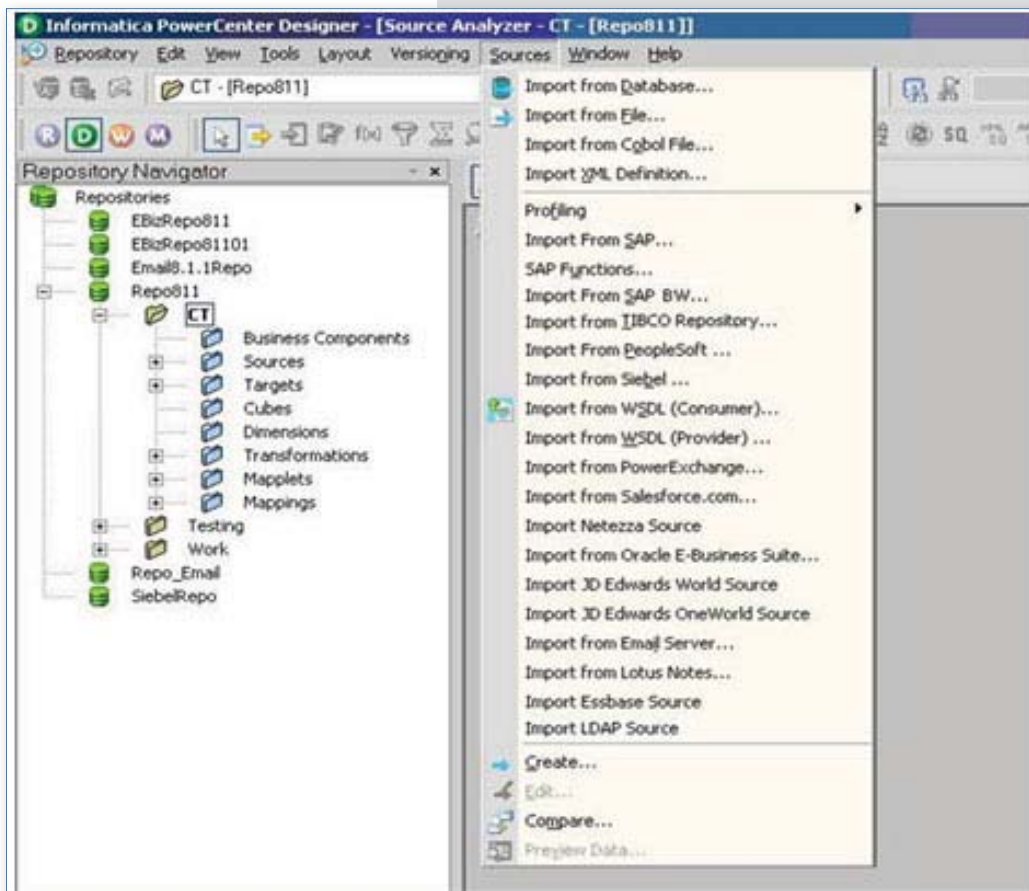 Informatica PowerCenter Designer - [Source Analyzer - CT - [Repo811]]
Repository Edit View Tools Layout Versioning Sources Window Help
CT - [Repo811]
R D W M f(x) SQ
Repository Navigator
Repositories
EBizRepo811
EBizRepo81101
Email8.1.1Repo
Repo811
CT
Business Components
Sources
Targets
Cubes
Dimensions
Transformations
Mapplets
Mappings
Testing
Work
Repo_Email
SiebelRepo
Import from Database...
Import from File...
Import from Cobol File...
Import XML Definition...
Profiling
Import From SAP...
SAP Functions...
Import From SAP BW...
Import from TIBCO Repository...
Import From PeopleSoft ...
Import from Siebel ...
Import from WSDL (Consumer)...
Import from WSDL (Provider) ...
Import from PowerExchange...
Import from Salesforce.com...
Import Netezza Source
Import from Oracle E-Business Suite...
Import JD Edwards World Source
Import JD Edwards OneWorld Source
Import from Email Server...
Import from Lotus Notes...
Import Essbase Source
Import LDAP Source
Create...
Edit...
Compare...
Preview Data...